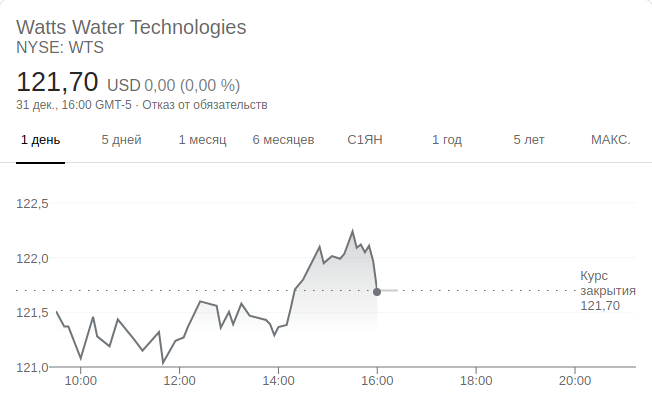 Watts Water Technologies
NYSE: WTS
121,70 USD 0,00 (0,00 %)
31 дек., 16:00 GMT-5 · Отказ от обязательств
1 день 5 дней 1 месяц 6 месяцев С1ЯН 1 год 5 лет МАКС.
122,5
122,0
Курс
закрытия
121,70
121,5
121,0
10:00 12:00 14:00 16:00 18:00 20:00